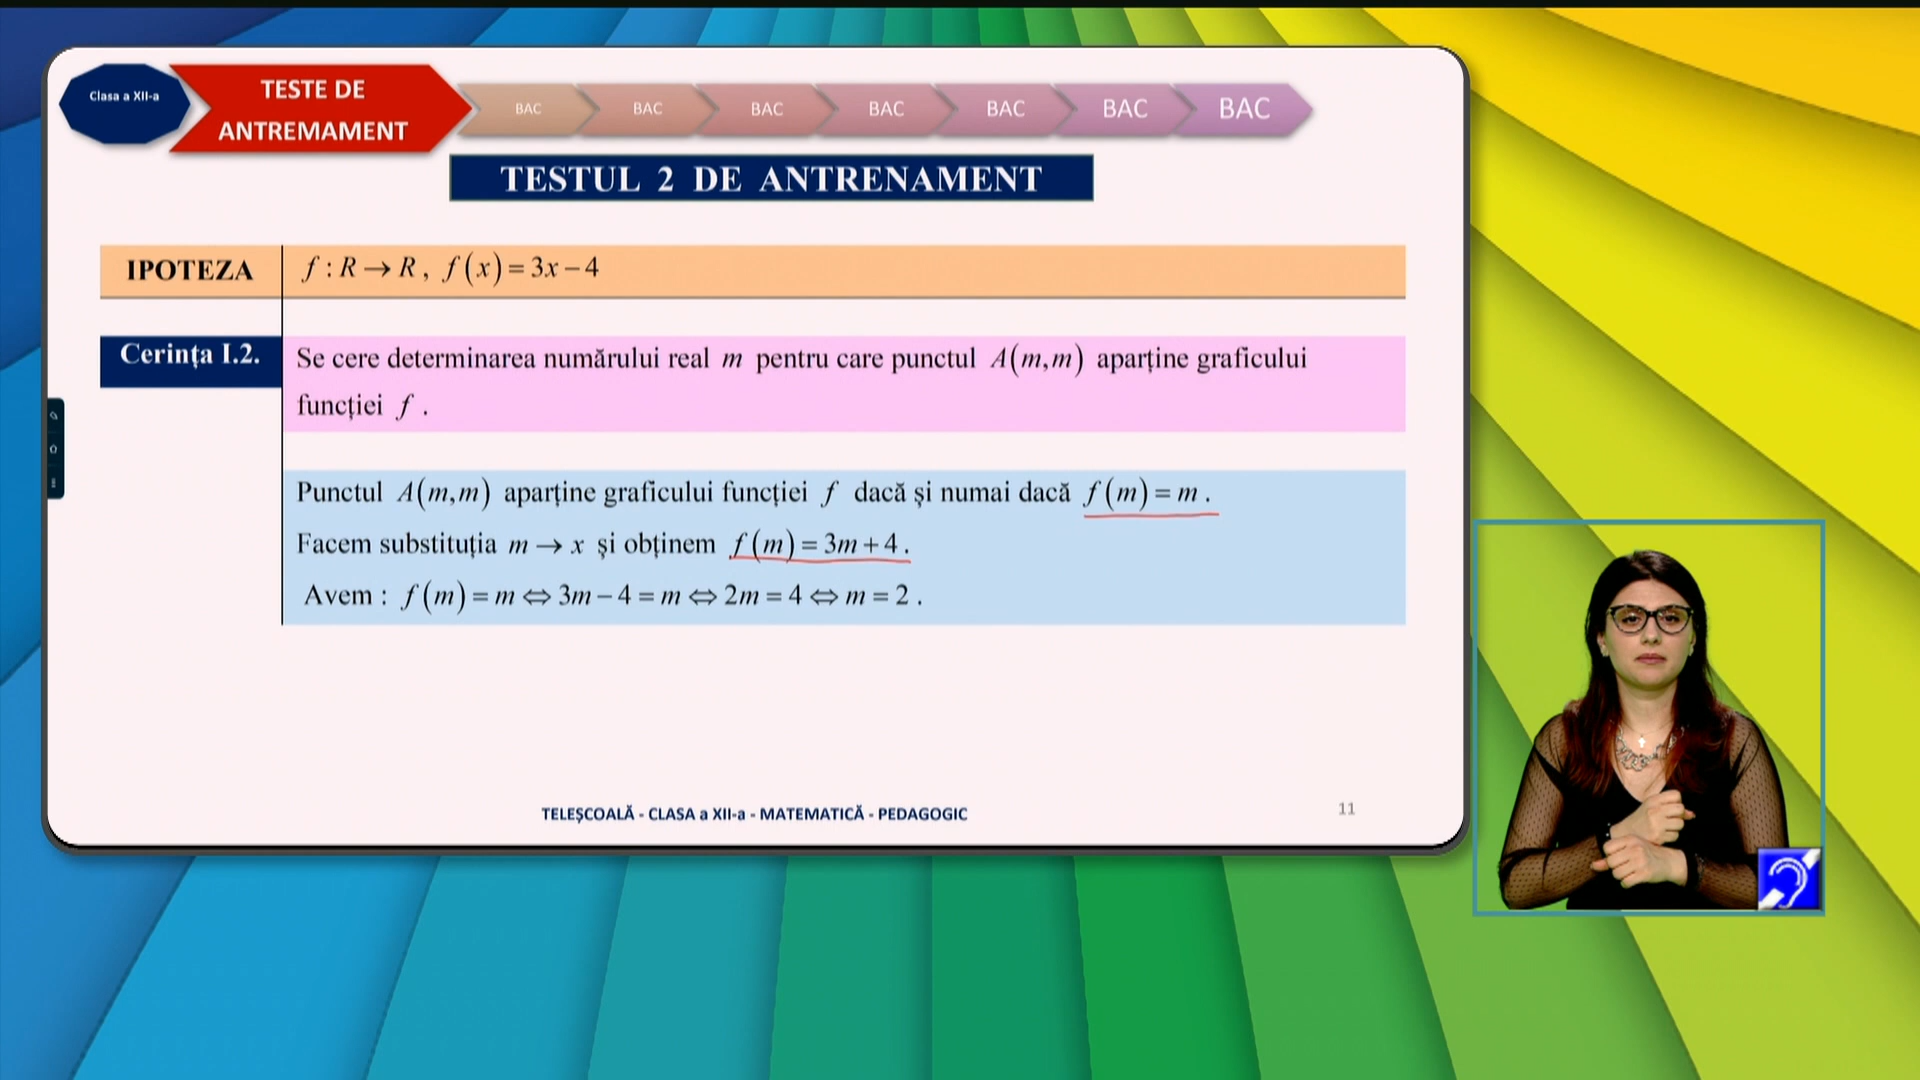 Clasa a XII-a
TESTE DE
ANTREMAMENT
BAC BAC BAC BAC BAC BAC BAC
TESTUL 2 DE ANTRENAMENT
IPOTEZA
f : R → R , f(x) = 3x − 4
Cerința I.2.
Se cere determinarea numărului real m pentru care punctul A(m,m) aparține graficului
funcției f .
Punctul A(m,m) aparține graficului funcției f dacă și numai dacă f(m) = m .
Facem substituția m → x și obținem f(m) = 3m + 4 .
Avem : f(m) = m ⇔ 3m − 4 = m ⇔ 2m = 4 ⇔ m = 2 .
TELEȘCOALĂ - CLASA a XII-a - MATEMATICĂ - PEDAGOGIC
11